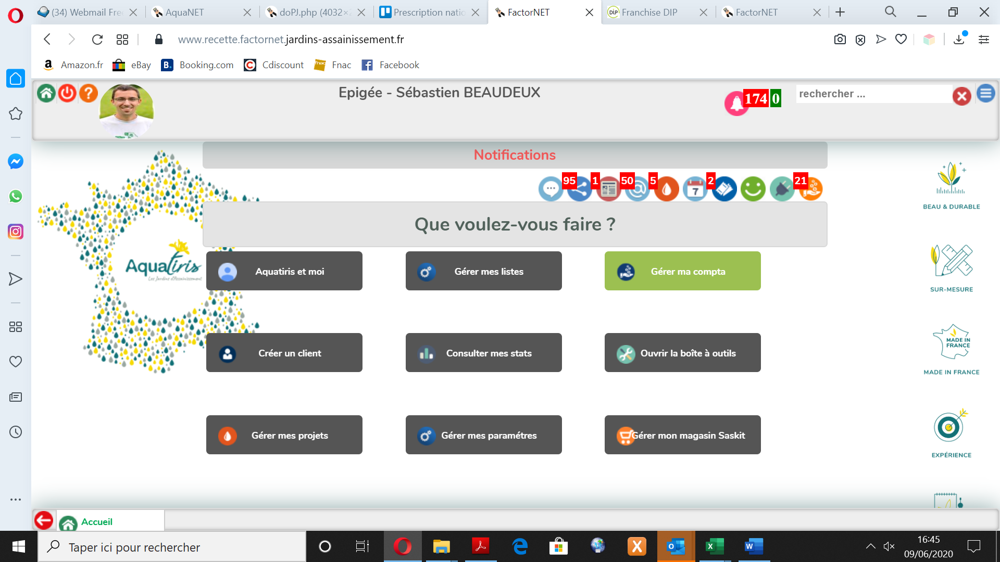 (34) Webmail Free
AquaNET
doPJ.php (4032×2
Prescription natio
FactorNET
Franchise DIP
FactorNET
www.recette.factornet.jardins-assainissement.fr
Amazon.fr
eBay
Booking.com
Cdiscount
Fnac
Facebook
Epigée - Sébastien BEAUDEUX
174 0
rechercher ...
Notifications
95 1 50 5 2 21
7
Que voulez-vous faire ?
Aquatiris
Les Jardins d'Assainissement
Aquatiris et moi
Gérer mes listes
Gérer ma compta
Créer un client
Consulter mes stats
Ouvrir la boîte à outils
Gérer mes projets
Gérer mes paramétres
Gérer mon magasin Saskit
BEAU & DURABLE
SUR-MESURE
MADE IN
FRANCE
MADE IN FRANCE
EXPÉRIENCE
Accueil
Taper ici pour rechercher
16:45
09/06/2020